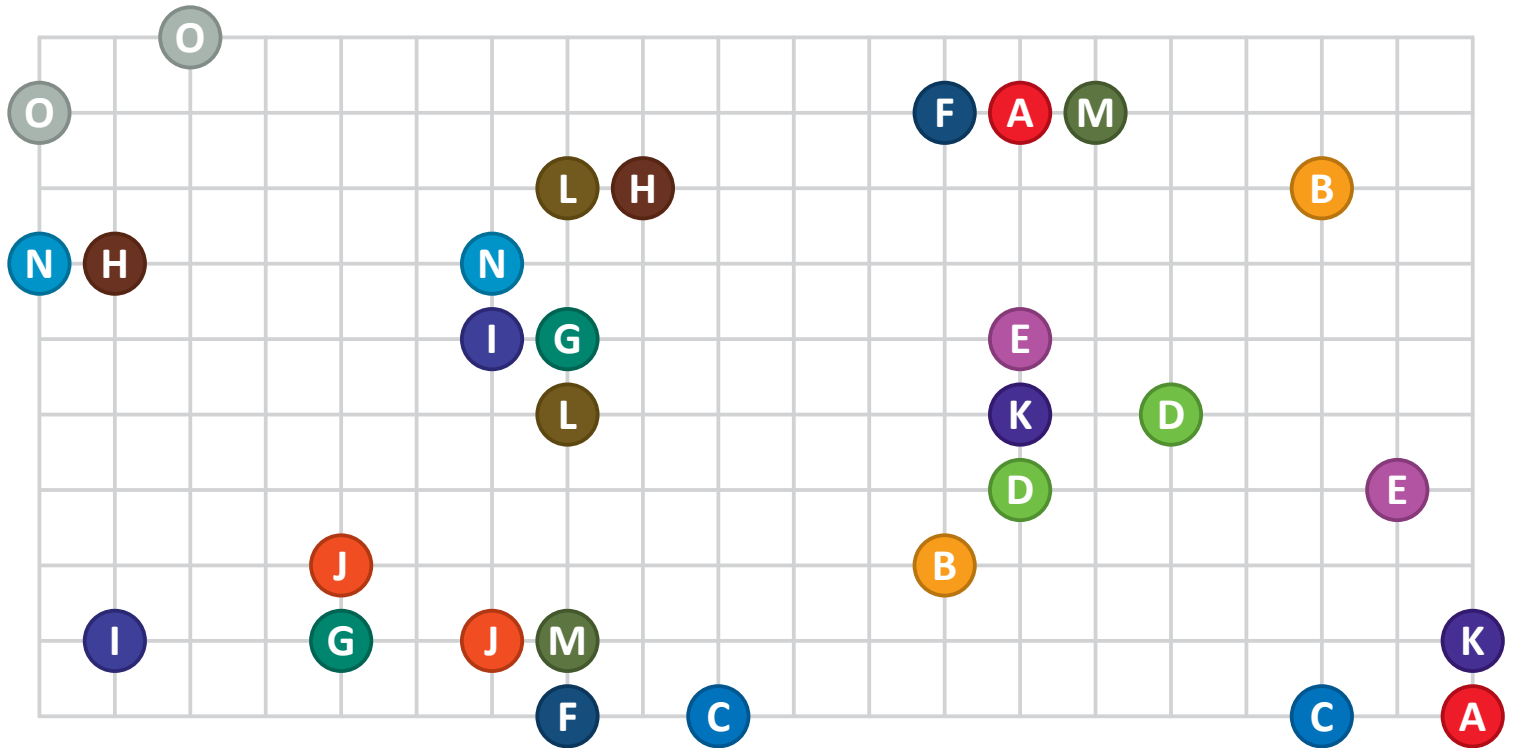 O
O F A M
L H B
N H N
I G E
L K D
D E
J B
I G J M K
F C C A